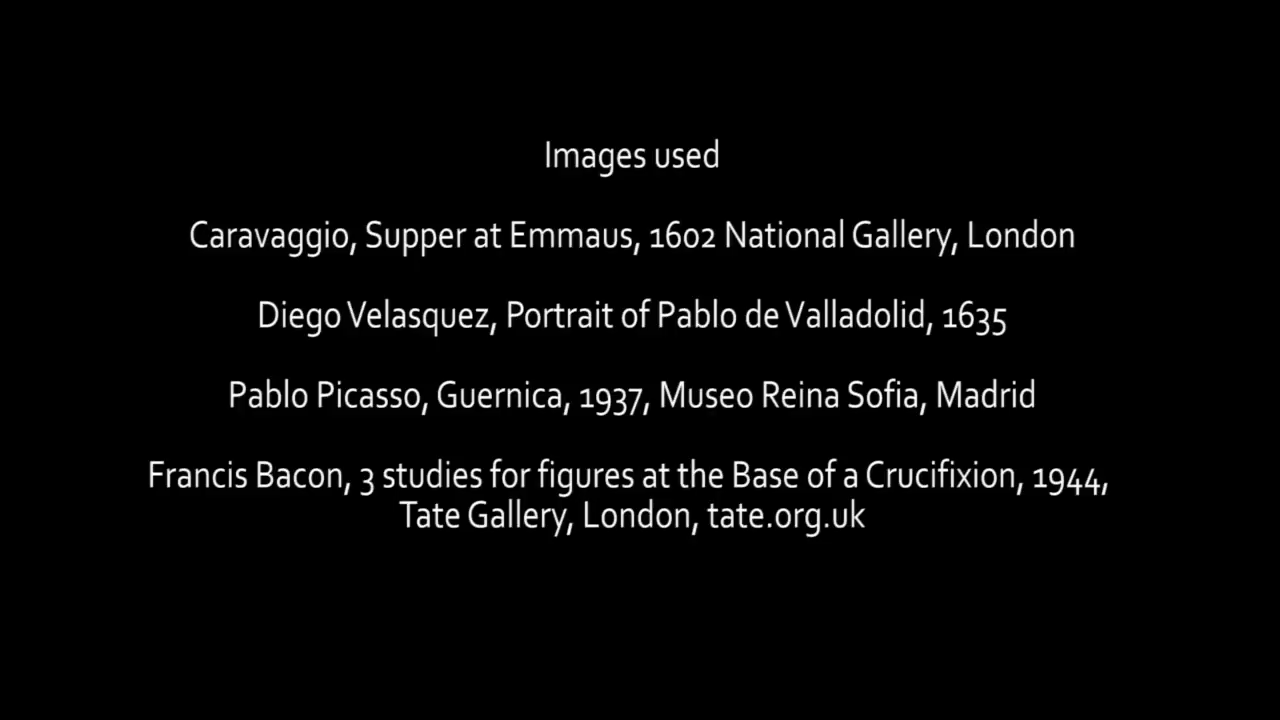 Images used
Caravaggio, Supper at Emmaus, 1602 National Gallery, London
Diego Velasquez, Portrait of Pablo de Valladolid, 1635
Pablo Picasso, Guernica, 1937, Museo Reina Sofia, Madrid
Francis Bacon, 3 studies for figures at the Base of a Crucifixion, 1944,
Tate Gallery, London, tate.org.uk